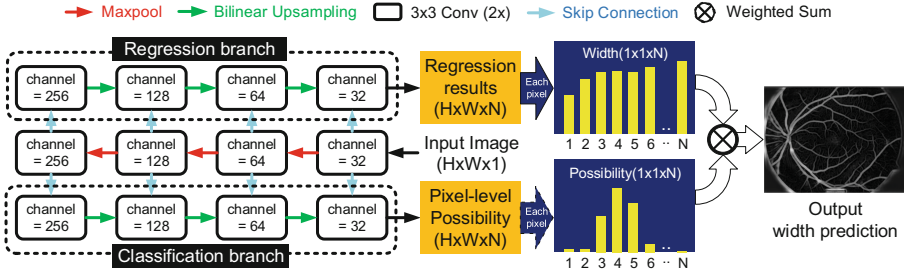 Maxpool
Bilinear Upsampling
3x3 Conv (2x)
Skip Connection
Weighted Sum
Regression branch
channel
= 256
channel
= 128
channel
= 64
channel
= 32
Regression
results
(HxWxN)
Each
pixel
Width(1x1xN)
1 2 3 4 5 6 ·· N
channel
= 256
channel
= 128
channel
= 64
channel
= 32
Input Image
(HxWx1)
channel
= 256
channel
= 128
channel
= 64
channel
= 32
Classification branch
Pixel-level
Possibility
(HxWxN)
Each
pixel
Possibility(1x1xN)
1 2 3 4 5 6 ·· N
Output
width prediction